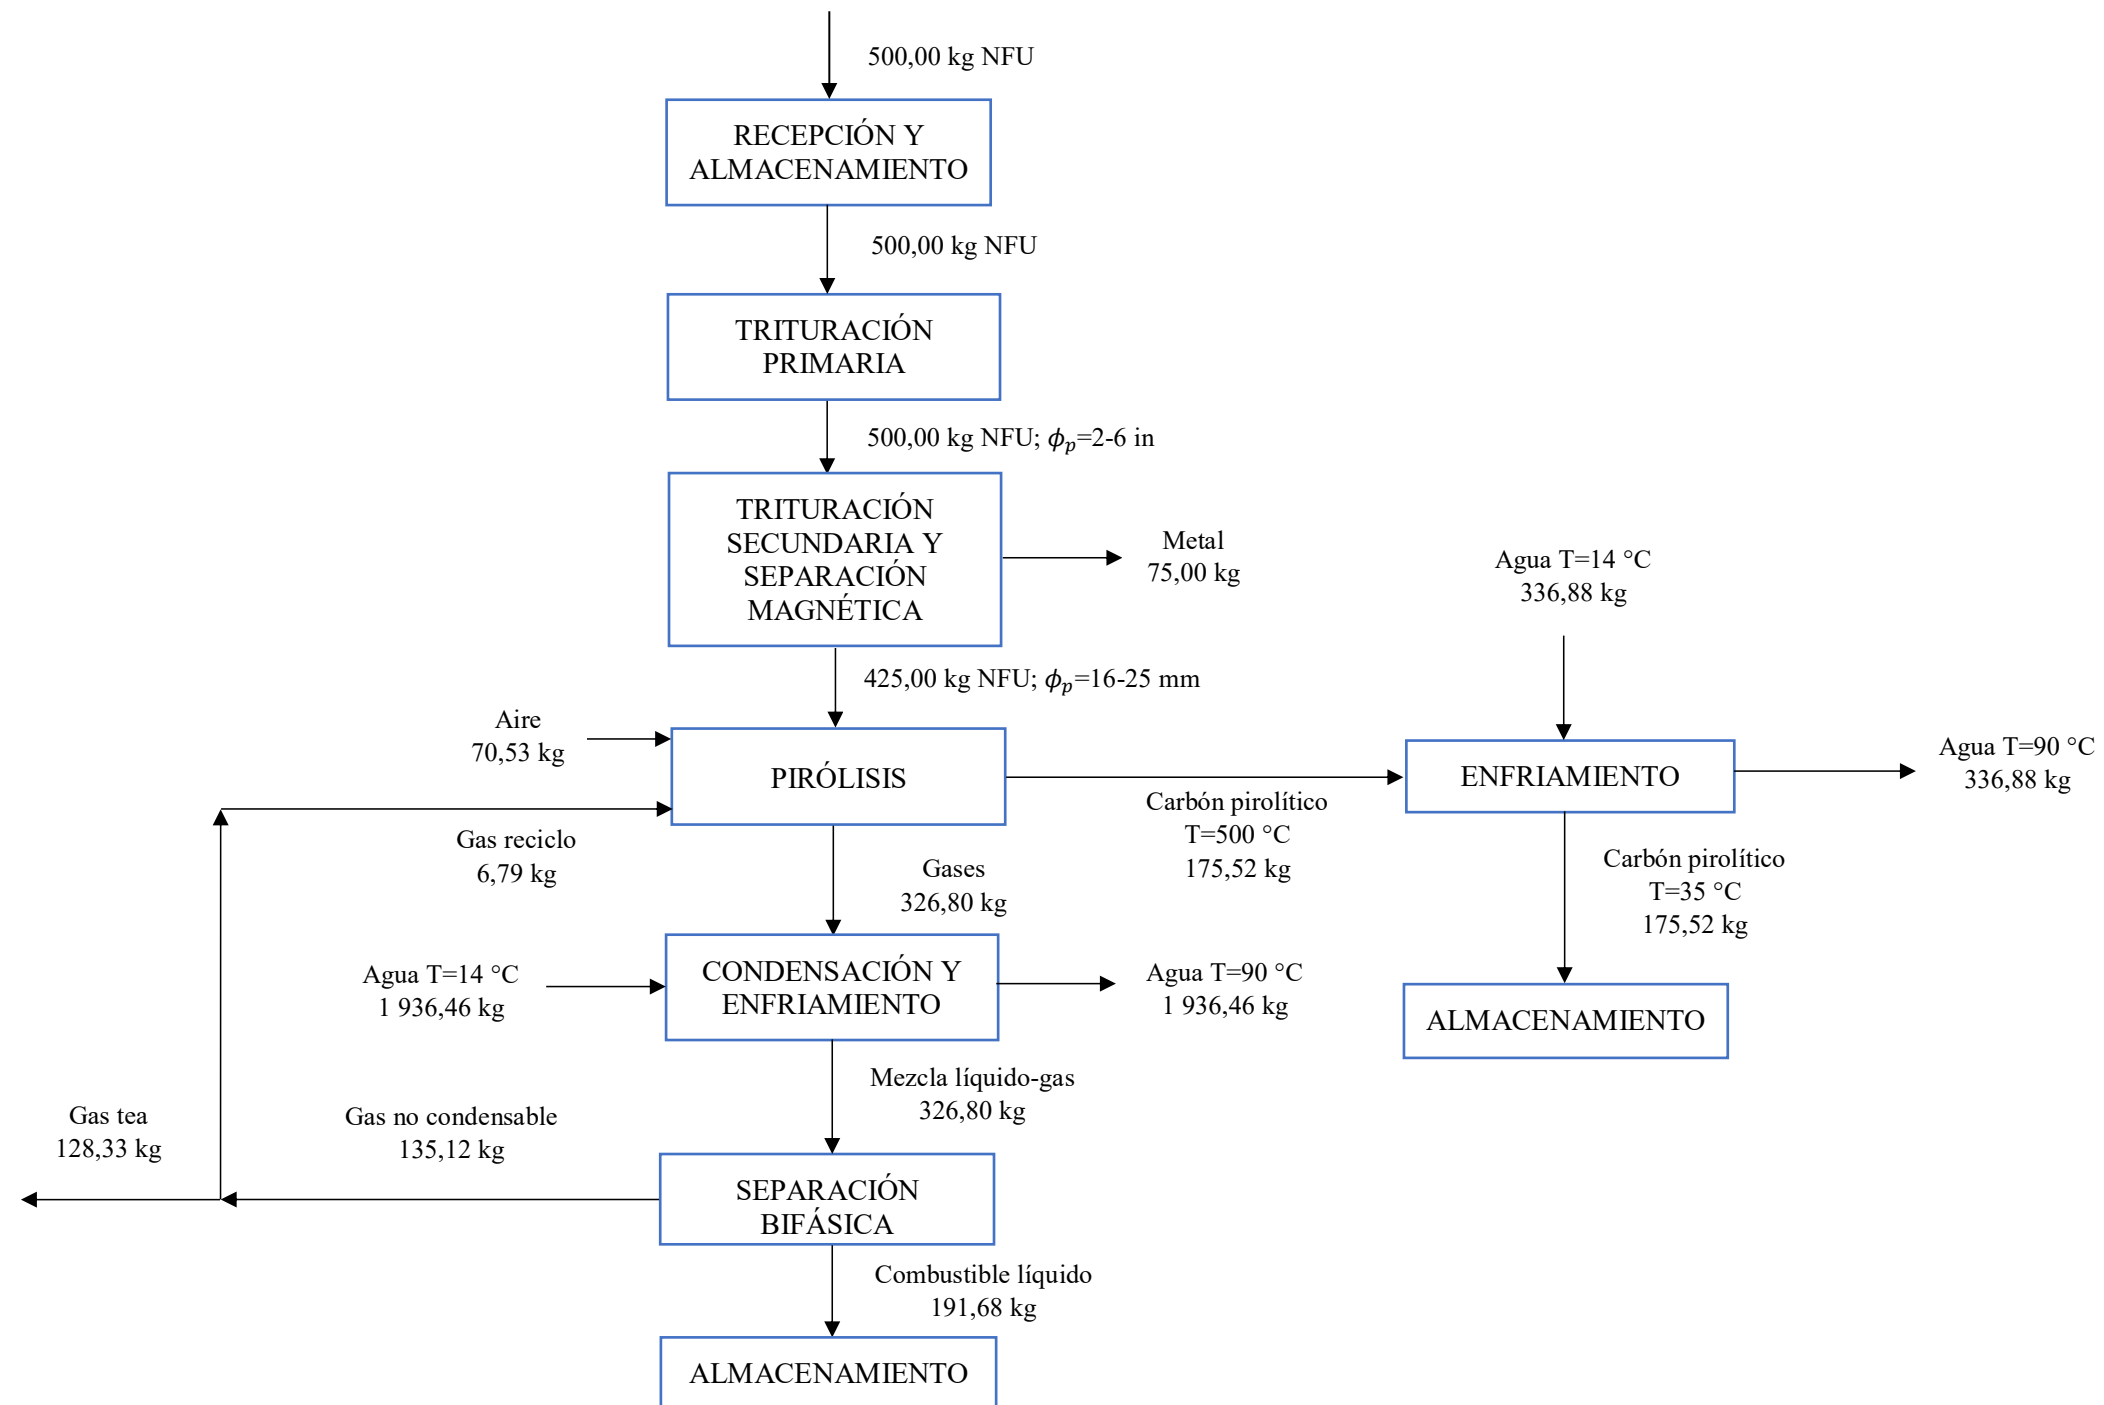 500,00 kg NFU
RECEPCIÓN Y
ALMACENAMIENTO
500,00 kg NFU
TRITURACIÓN
PRIMARIA
500,00 kg NFU; ϕₚ=2-6 in
TRITURACIÓN
SECUNDARIA Y
SEPARACIÓN
MAGNÉTICA
Metal
75,00 kg
Agua T=14 °C
336,88 kg
425,00 kg NFU; ϕₚ=16-25 mm
Aire
70,53 kg
PIRÓLISIS
ENFRIAMIENTO
Agua T=90 °C
336,88 kg
Carbón pirolítico
T=500 °C
175,52 kg
Gas reciclo
6,79 kg
Gases
326,80 kg
Carbón pirolítico
T=35 °C
175,52 kg
Agua T=14 °C
1 936,46 kg
CONDENSACIÓN Y
ENFRIAMIENTO
Agua T=90 °C
1 936,46 kg
ALMACENAMIENTO
Mezcla líquido-gas
326,80 kg
Gas tea
128,33 kg
Gas no condensable
135,12 kg
SEPARACIÓN
BIFÁSICA
Combustible líquido
191,68 kg
ALMACENAMIENTO